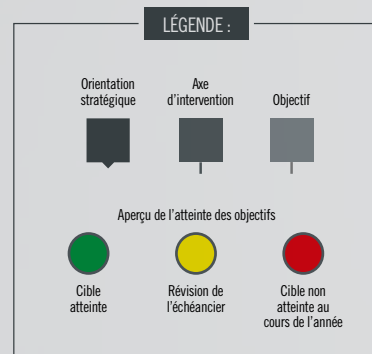 LÉGENDE :
Orientation
stratégique
Axe
d'intervention
Objectif
Aperçu de l'atteinte des objectifs
Cible
atteinte
Révision de
l'échéancier
Cible non
atteinte au
cours de l'année